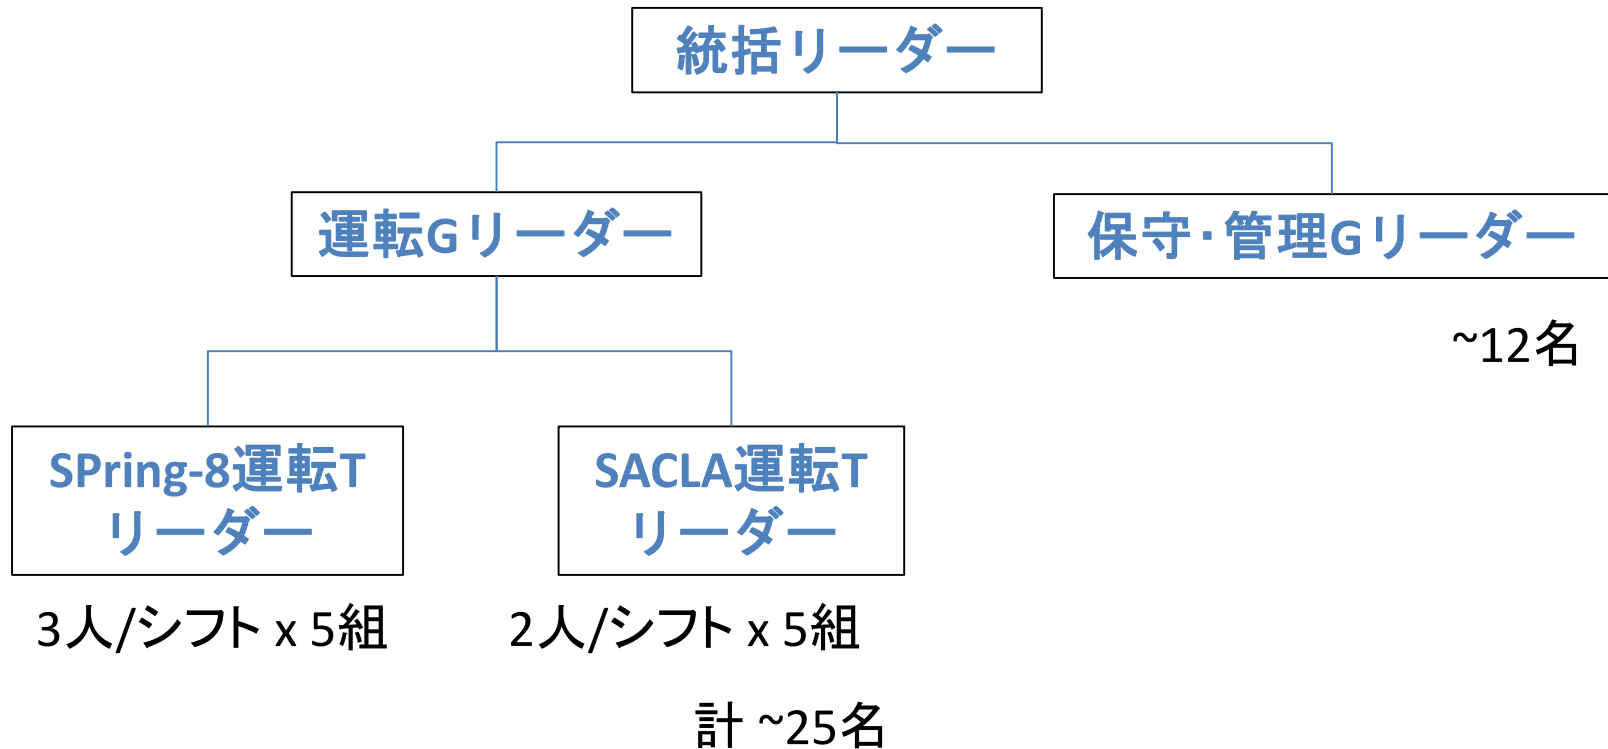 統括リーダー
運転Gリーダー
保守・管理Gリーダー
~12名
SPring-8運転T
リーダー
SACLA運転T
リーダー
3人/シフト x 5組
2人/シフト x 5組
計 ~25名